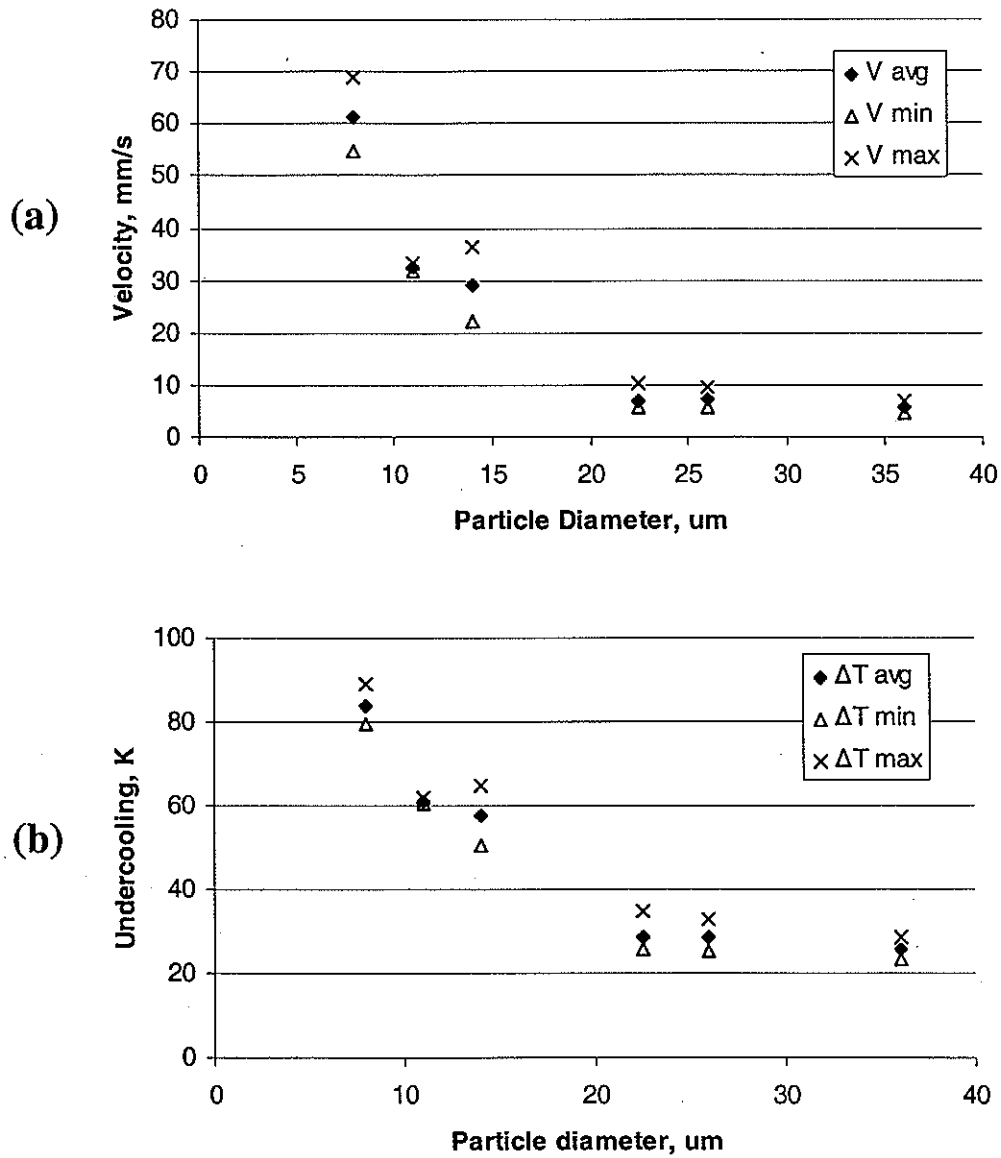 (a)
Velocity, mm/s
80
70
60
50
40
30
20
10
0
0 5 10 15 20 25 30 35 40
Particle Diameter, um
V avg
V min
V max
(b)
Undercooling, K
100
80
60
40
20
0
0 10 20 30 40
Particle diameter, um
ΔT avg
ΔT min
ΔT max